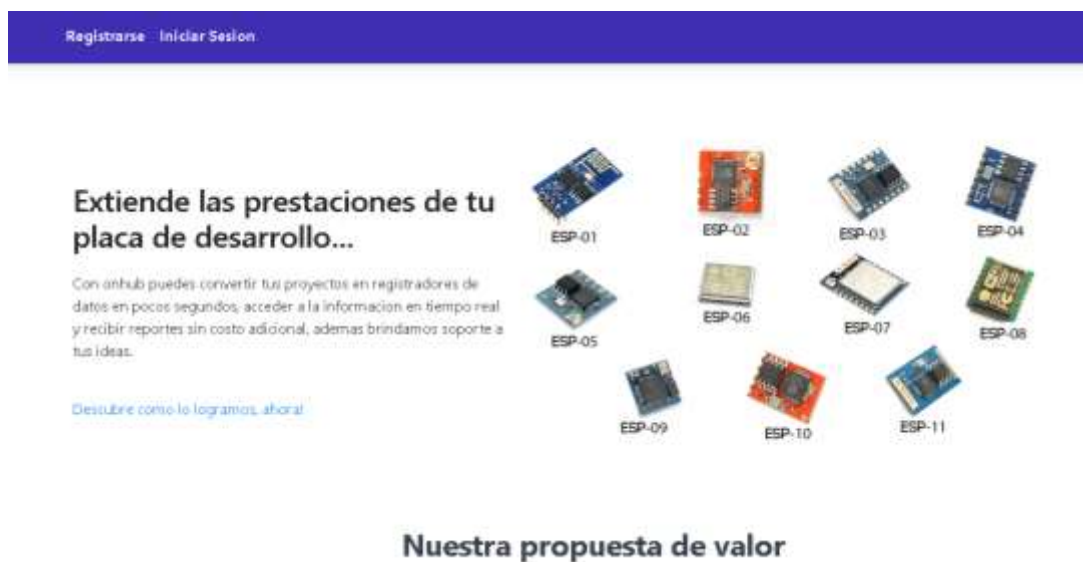 Registrarse Iniciar Sesion
Extiende las prestaciones de tu
placa de desarrollo...
Con onhub puedes convertir tus proyectos en registradores de
datos en pocos segundos, acceder a la informacion en tiempo real
y recibir reportes sin costo adicional, ademas brindamos soporte a
tus ideas.
Descubre como lo logramos, ahora!
ESP-01
ESP-02
ESP-03
ESP-04
ESP-05
ESP-06
ESP-07
ESP-08
ESP-09
ESP-10
ESP-11
Nuestra propuesta de valor